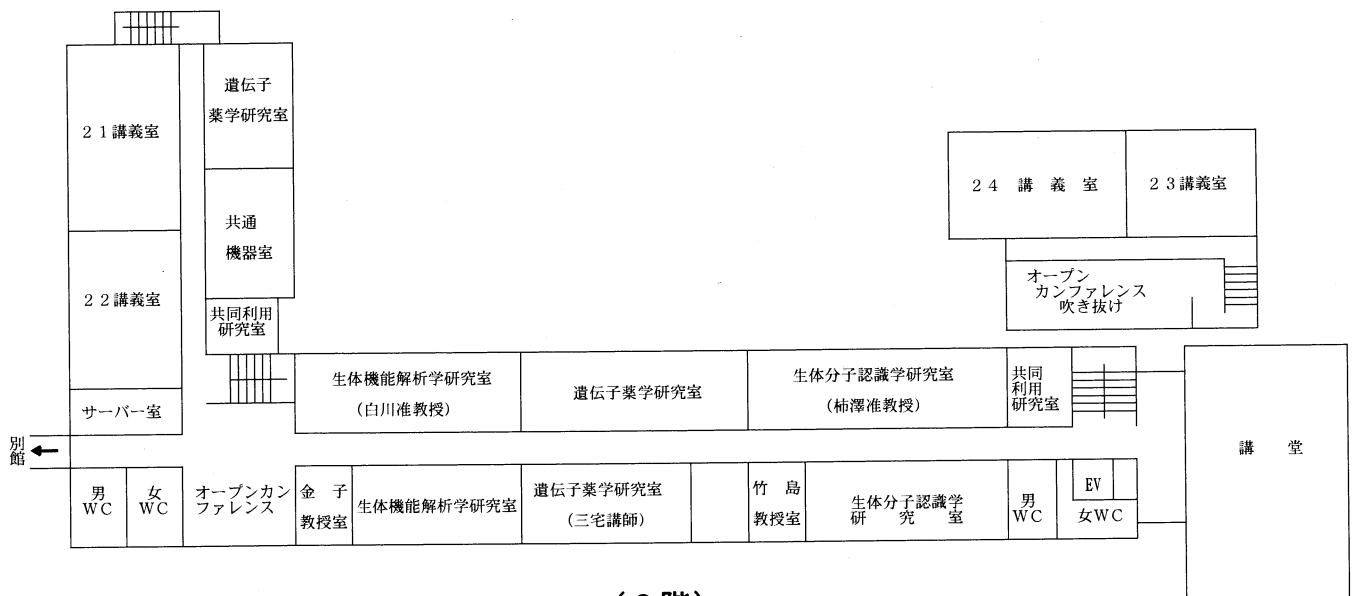 遺伝子
薬学研究室
２１講義室
共通
機器室
２２講義室
共同利用
研究室
サーバー室
別館
男
WC
女
WC
オープンカン
ファレンス
金子
教授室
生体機能解析学研究室
（白川准教授）
遺伝子薬学研究室
生体分子認識学研究室
（柿澤准教授）
共同
利用
研究室
生体機能解析学研究室
遺伝子薬学研究室
（三宅講師）
竹島
教授室
生体分子認識学
研究室
男
WC
EV
女WC
２４講義室
２３講義室
オープン
カンファレンス
吹き抜け
講堂